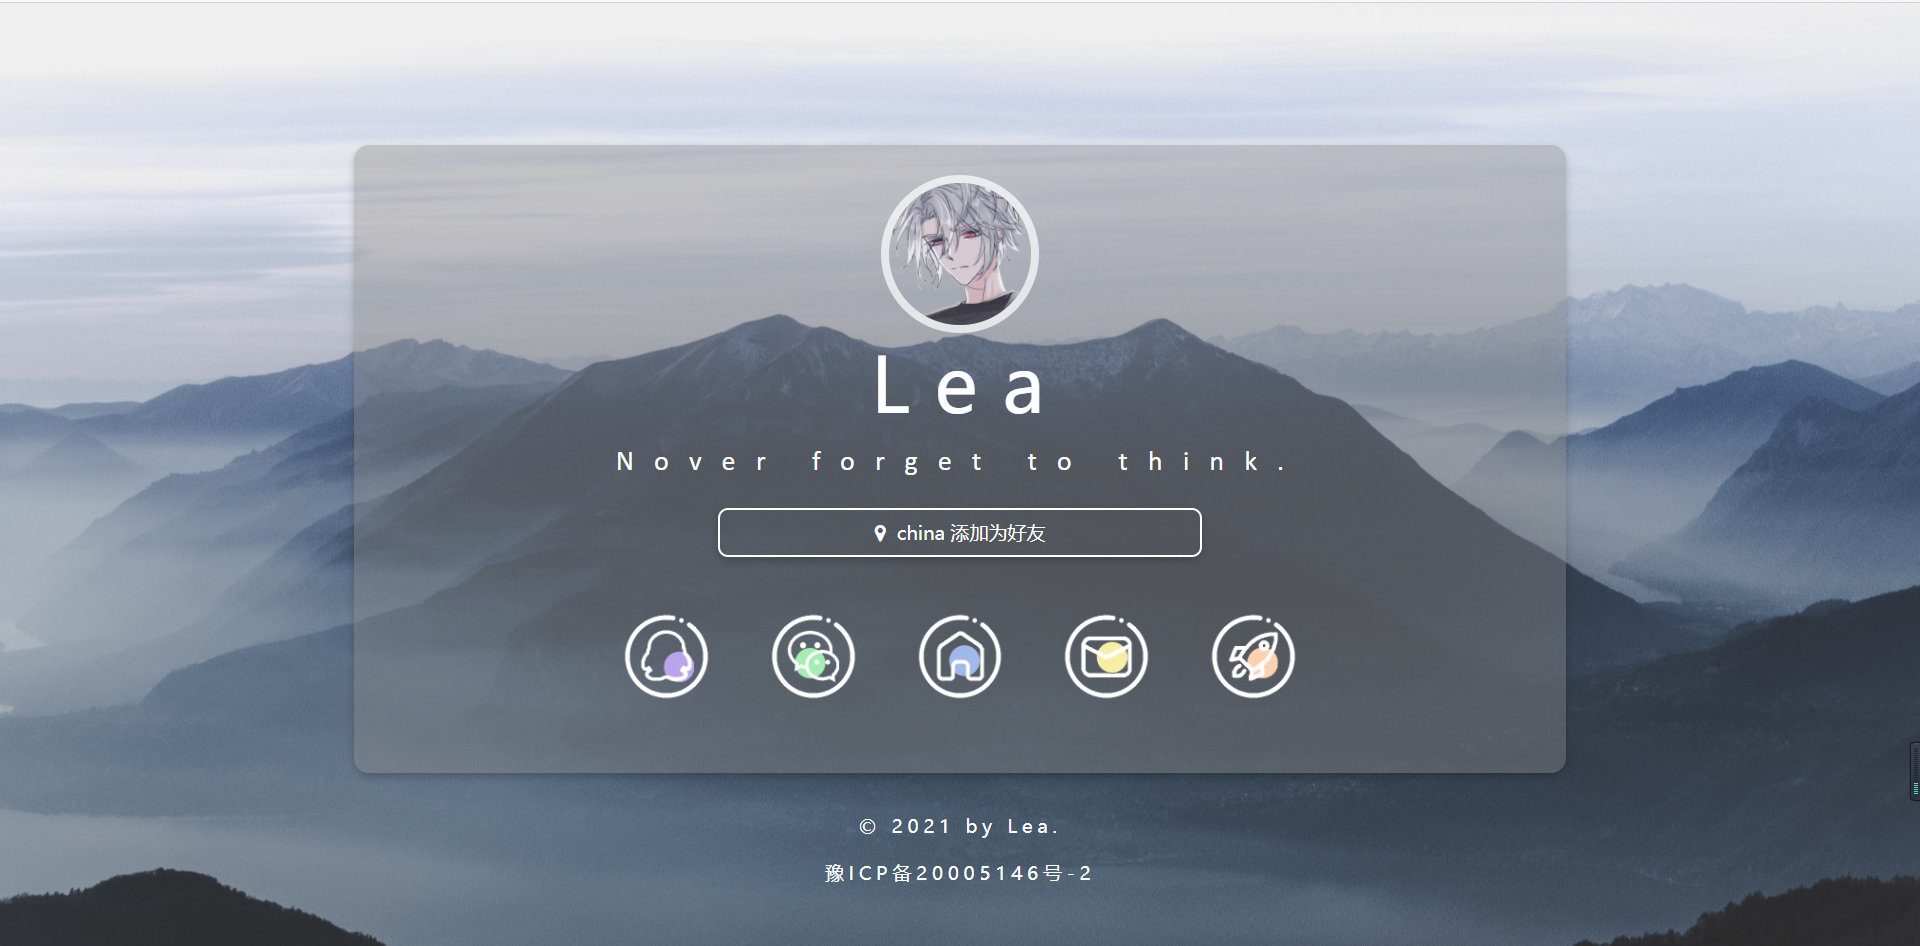 Lea
Nover forget to think.
china 添加为好友
© 2021 by Lea.
豫ICP备20005146号-2